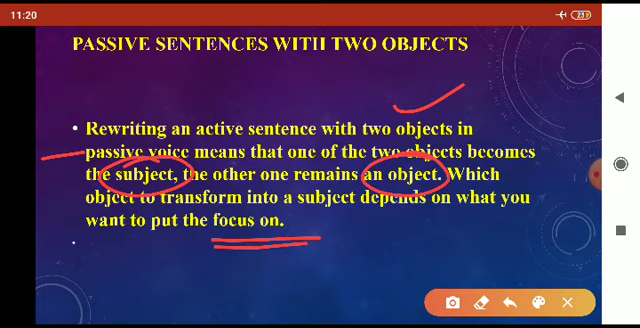 11:20
23
PASSIVE SENTENCES WITH TWO OBJECTS
• Rewriting an active sentence with two objects in
passive voice means that one of the two objects becomes
the subject, the other one remains an object. Which
object to transform into a subject depends on what you
want to put the focus on.